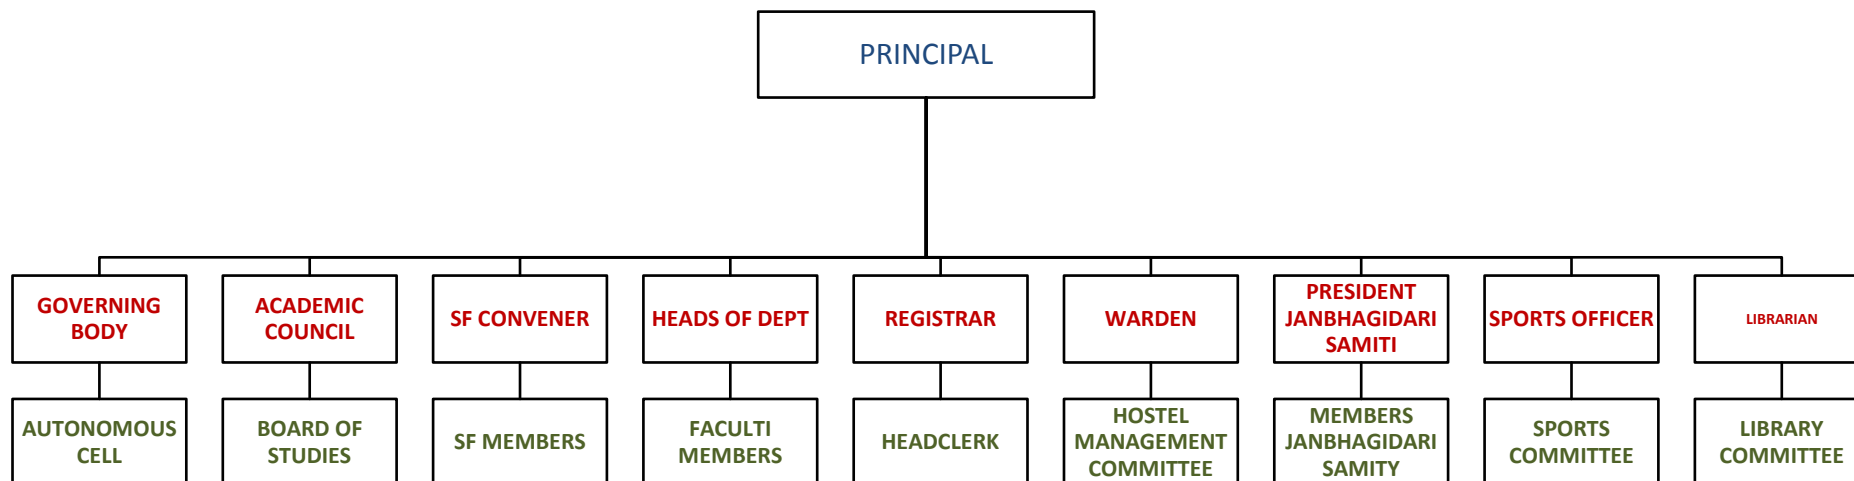 PRINCIPAL
GOVERNING
BODY
ACADEMIC
COUNCIL
SF CONVENER
HEADS OF DEPT
REGISTRAR
WARDEN
PRESIDENT
JANBHAGIDARI
SAMITI
SPORTS OFFICER
LIBRARIAN
AUTONOMOUS
CELL
BOARD OF
STUDIES
SF MEMBERS
FACULTI
MEMBERS
HEADCLERK
HOSTEL
MANAGEMENT
COMMITTEE
MEMBERS
JANBHAGIDARI
SAMITY
SPORTS
COMMITTEE
LIBRARY
COMMITTEE